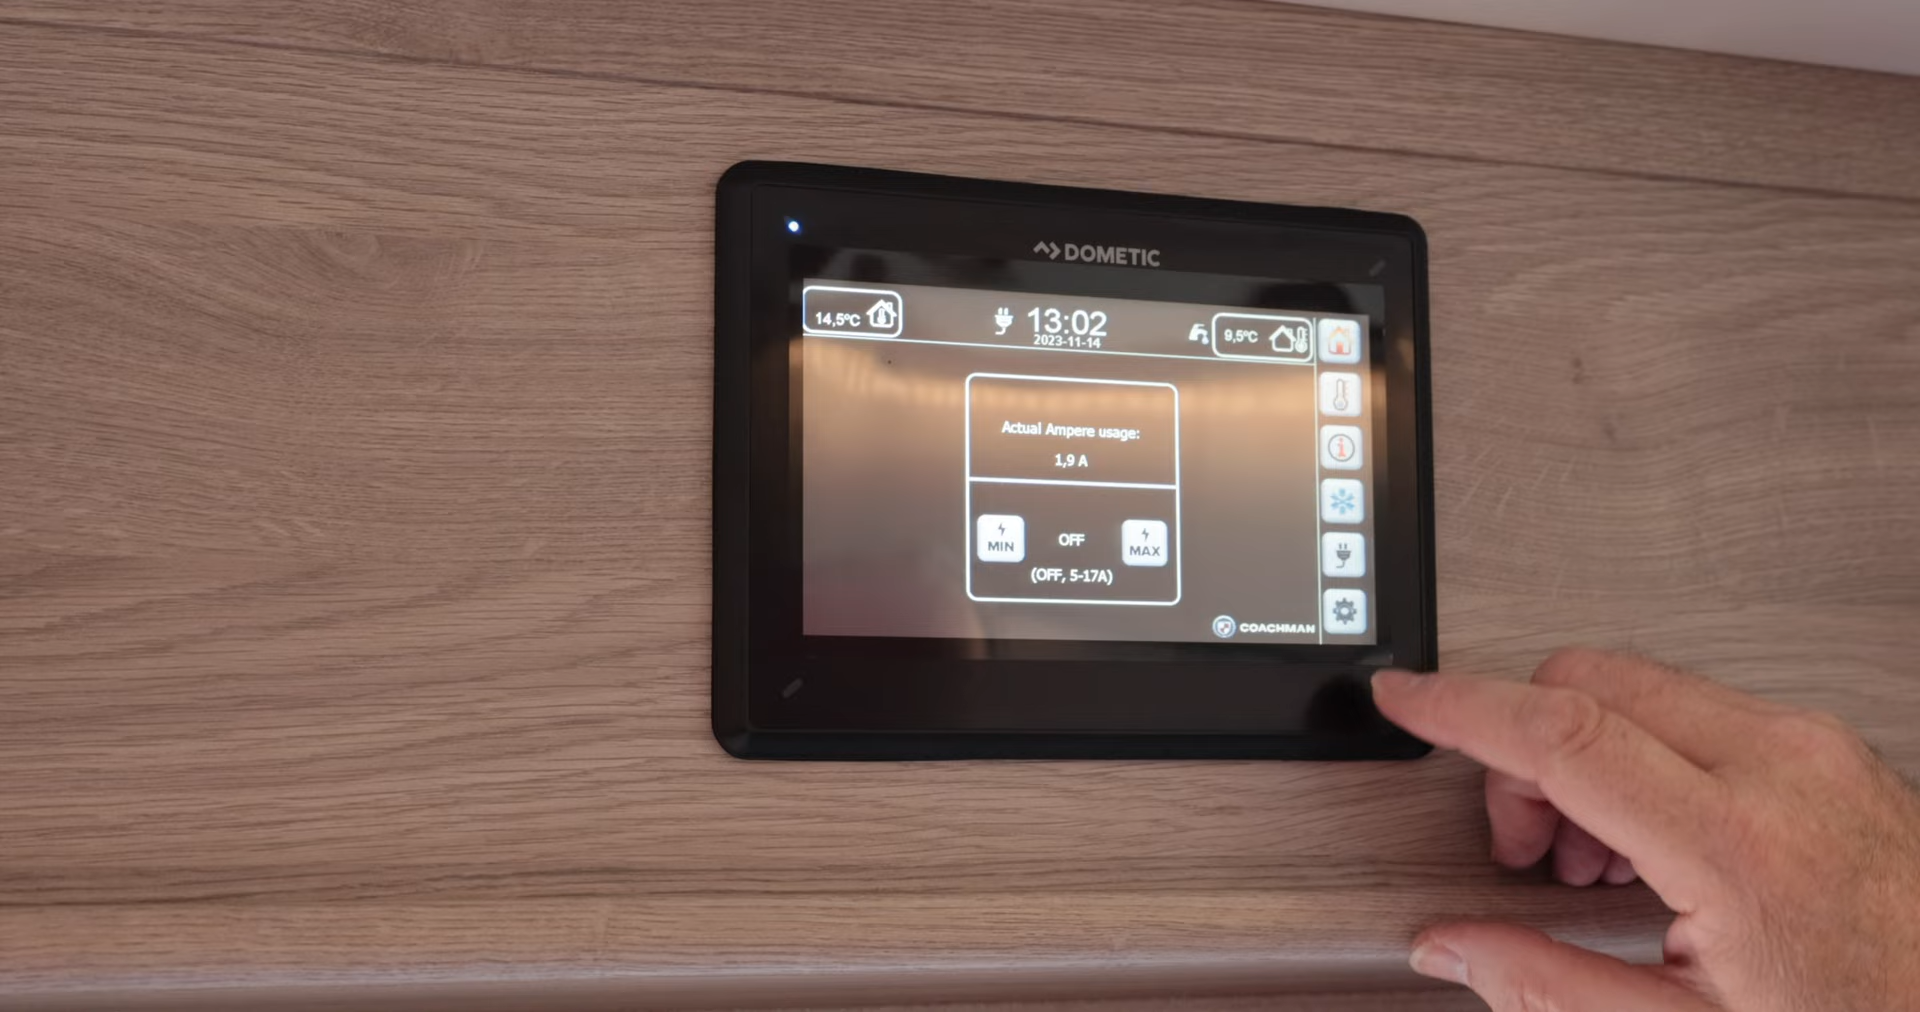 DOMETIC
14,5°C
13:02
2023-11-14
9,5°C
Actual Ampere usage:
1,9 A
MIN
OFF
MAX
(OFF, 5-17A)
COACHMAN